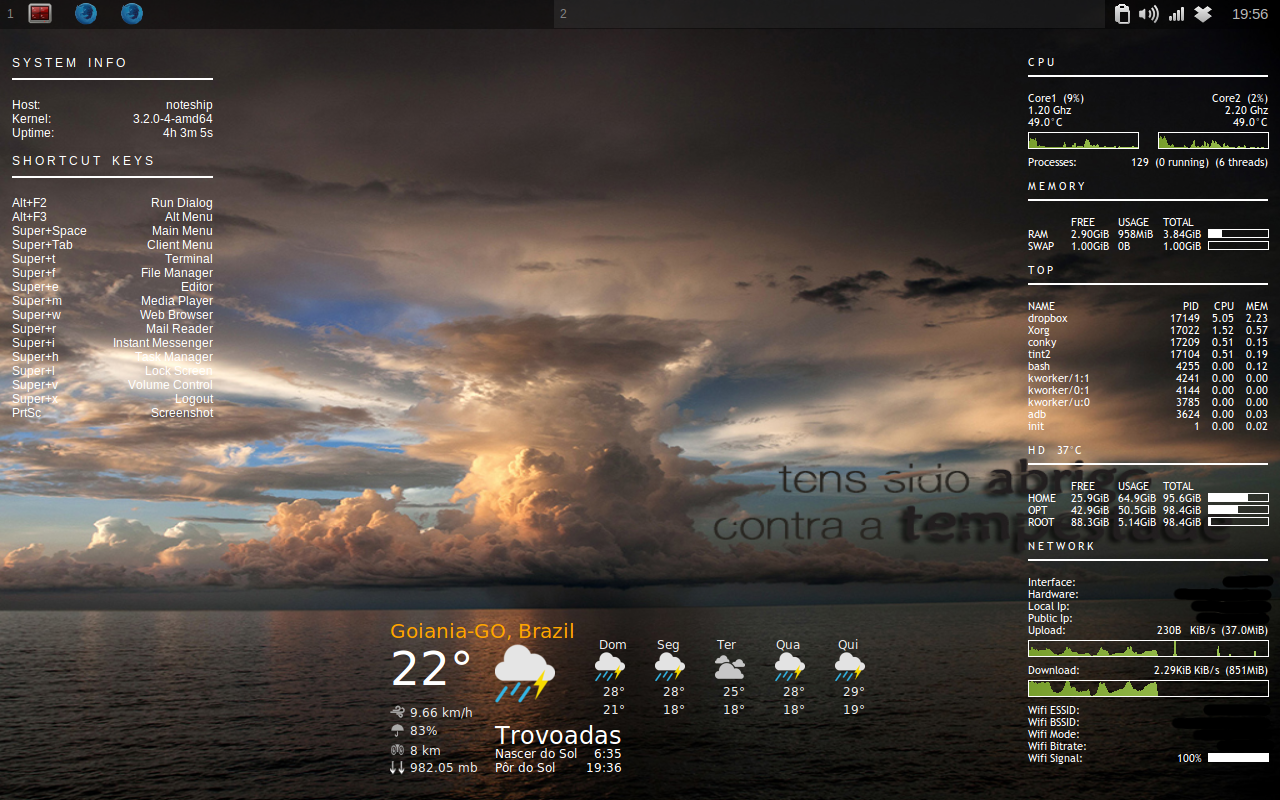 1
2
19:56
SYSTEM INFO
Host: noteship
Kernel: 3.2.0-4-amd64
Uptime: 4h 3m 5s
SHORTCUT KEYS
Alt+F2 Run Dialog
Alt+F3 Alt Menu
Super+Space Main Menu
Super+Tab Client Menu
Super+t Terminal
Super+f File Manager
Super+e Editor
Super+m Media Player
Super+w Web Browser
Super+r Mail Reader
Super+i Instant Messenger
Super+h Task Manager
Super+l Lock Screen
Super+v Volume Control
Super+x Logout
PrtSc Screenshot
CPU
Core1 (9%) Core2 (2%)
1.20 Ghz 2.20 Ghz
49.0°C 49.0°C
Processes: 129 (0 running) (6 threads)
MEMORY
FREE USAGE TOTAL
RAM 2.90GiB 958MiB 3.84GiB
SWAP 1.00GiB 0B 1.00GiB
TOP
NAME PID CPU MEM
dropbox 17149 5.05 2.23
Xorg 17022 1.52 0.57
conky 17209 0.51 0.15
tint2 17104 0.51 0.19
bash 4255 0.00 0.12
kworker/1:1 4241 0.00 0.00
kworker/0:1 4144 0.00 0.00
kworker/u:0 3785 0.00 0.00
adb 3624 0.00 0.03
init 1 0.00 0.02
HD 37°C
FREE USAGE TOTAL
HOME 25.9GiB 64.9GiB 95.6GiB
OPT 42.9GiB 50.5GiB 98.4GiB
ROOT 88.3GiB 5.14GiB 98.4GiB
NETWORK
Interface:
Hardware:
Local Ip:
Public Ip:
Upload: 230B KiB/s (37.0MiB)
Download: 2.29KiB KiB/s (851MiB)
Wifi ESSID:
Wifi BSSID:
Wifi Mode:
Wifi Bitrate:
Wifi Signal: 100%
tens sido abrigo
contra a tempestade
Goiania-GO, Brazil
22°
9.66 km/h
83%
8 km
982.05 mb
Trovoadas
Nascer do Sol 6:35
Pôr do Sol 19:36
Dom Seg Ter Qua Qui
28° 28° 25° 28° 29°
21° 18° 18° 18° 19°